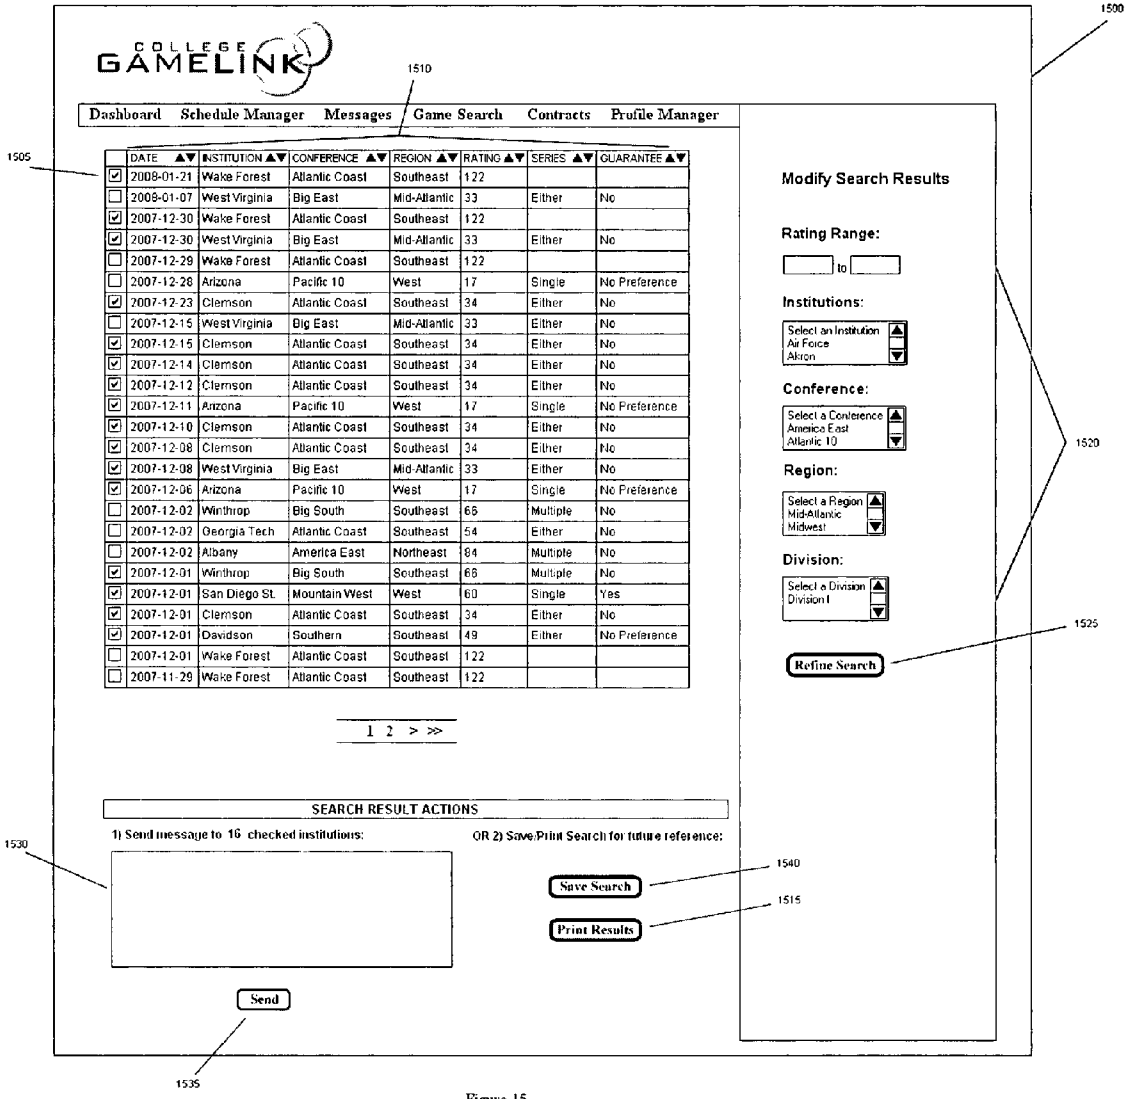 1500
COLLEGE
GAMELINK
1510
Dashboard Schedule Manager Messages Game Search Contracts Profile Manager
1505
DATE INSTITUTION CONFERENCE REGION RATING SERIES GUARANTEE
2008-01-21 Wake Forest Atlantic Coast Southeast 122
2008-01-07 West Virginia Big East Mid-Atlantic 33 Either No
2007-12-30 Wake Forest Atlantic Coast Southeast 122
2007-12-30 West Virginia Big East Mid-Atlantic 33 Either No
2007-12-29 Wake Forest Atlantic Coast Southeast 122
2007-12-28 Arizona Pacific 10 West 17 Single No Preference
2007-12-23 Clemson Atlantic Coast Southeast 34 Either No
2007-12-15 West Virginia Big East Mid-Atlantic 33 Either No
2007-12-15 Clemson Atlantic Coast Southeast 34 Either No
2007-12-14 Clemson Atlantic Coast Southeast 34 Either No
2007-12-12 Clemson Atlantic Coast Southeast 34 Either No
2007-12-11 Arizona Pacific 10 West 17 Single No Preference
2007-12-10 Clemson Atlantic Coast Southeast 34 Either No
2007-12-08 Clemson Atlantic Coast Southeast 34 Either No
2007-12-08 West Virginia Big East Mid-Atlantic 33 Either No
2007-12-06 Arizona Pacific 10 West 17 Single No Preference
2007-12-02 Winthrop Big South Southeast 66 Multiple No
2007-12-02 Georgia Tech Atlantic Coast Southeast 54 Either No
2007-12-02 Albany America East Northeast 84 Multiple No
2007-12-01 Winthrop Big South Southeast 66 Multiple No
2007-12-01 San Diego St. Mountain West West 60 Single Yes
2007-12-01 Clemson Atlantic Coast Southeast 34 Either No
2007-12-01 Davidson Southern Southeast 49 Either No Preference
2007-12-01 Wake Forest Atlantic Coast Southeast 122
2007-11-29 Wake Forest Atlantic Coast Southeast 122
1 2 > >>
Modify Search Results
Rating Range:
to
Institutions:
Select an Institution
Air Force
Akron
Conference:
Select a Conference
America East
Atlantic 10
1520
Region:
Select a Region
Mid-Atlantic
Midwest
Division:
Select a Division
Division I
1525
Refine Search
SEARCH RESULT ACTIONS
1) Send message to 16 checked institutions:
OR 2) Save/Print Search for future reference:
1530
1540
Save Search
1515
Print Results
Send
1535
Figure 15